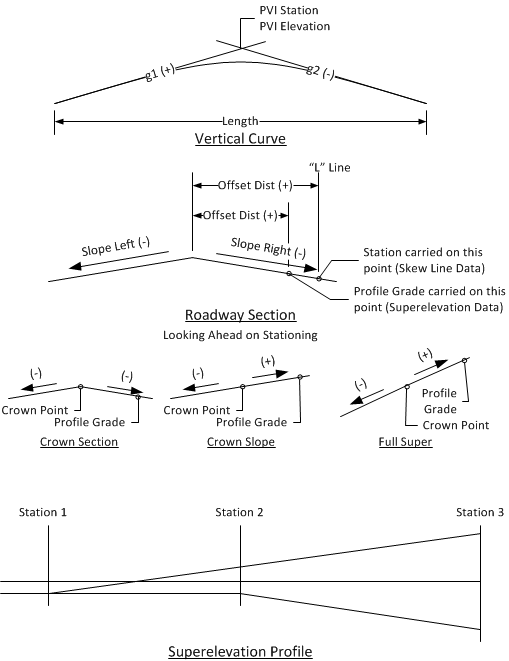 PVI Station
PVI Elevation
g1 (+)
g2 (-)
Length
Vertical Curve
"L" Line
Offset Dist (+)
Offset Dist (+)
Slope Left (-)
Slope Right (-)
Station carried on this
point (Skew Line Data)
Profile Grade carried on this
point (Superelevation Data)
Roadway Section
Looking Ahead on Stationing
(-)
(-)
Crown Point
Profile Grade
Crown Section
(-)
(+)
Crown Point
Profile Grade
Crown Slope
(-)
(+)
Profile
Grade
Crown Point
Full Super
Station 1
Station 2
Station 3
Superelevation Profile